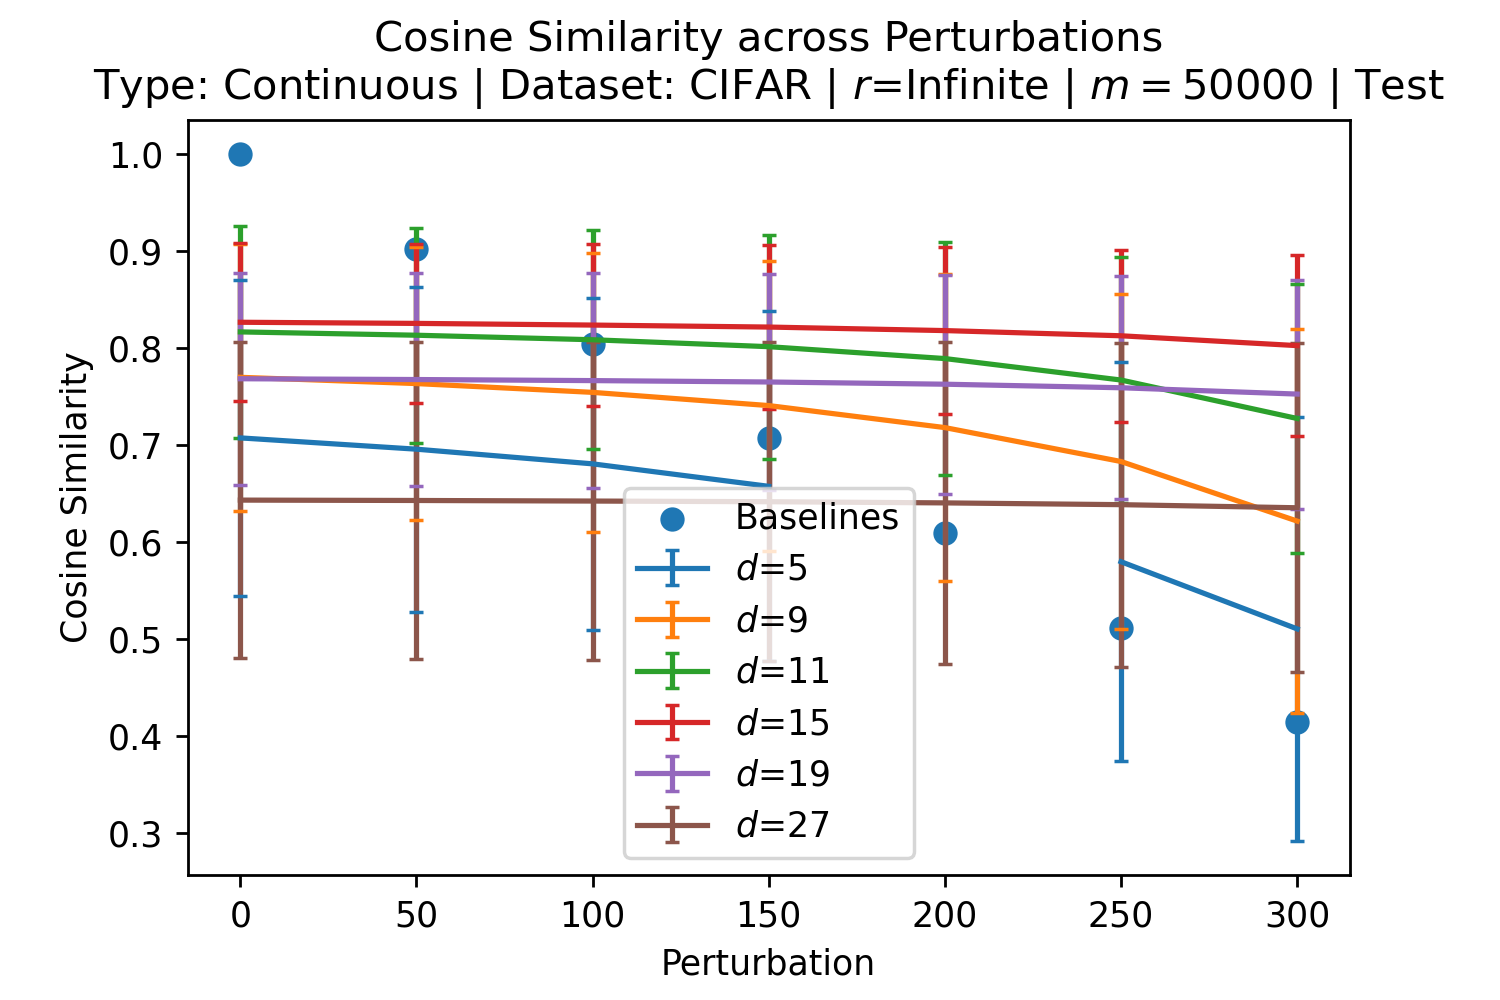 Cosine Similarity across Perturbations
Type: Continuous | Dataset: CIFAR | r=Infinite | m = 50000 | Test
Cosine Similarity
1.0
0.9
0.8
0.7
0.6
0.5
0.4
0.3
Baselines
d=5
d=9
d=11
d=15
d=19
d=27
0 50 100 150 200 250 300
Perturbation